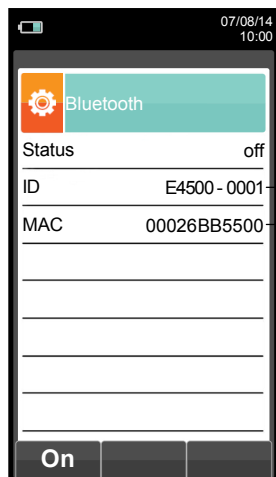 07/08/14
10:00
Bluetooth
Status off
ID E4500 - 0001
MAC 00026BB5500
On